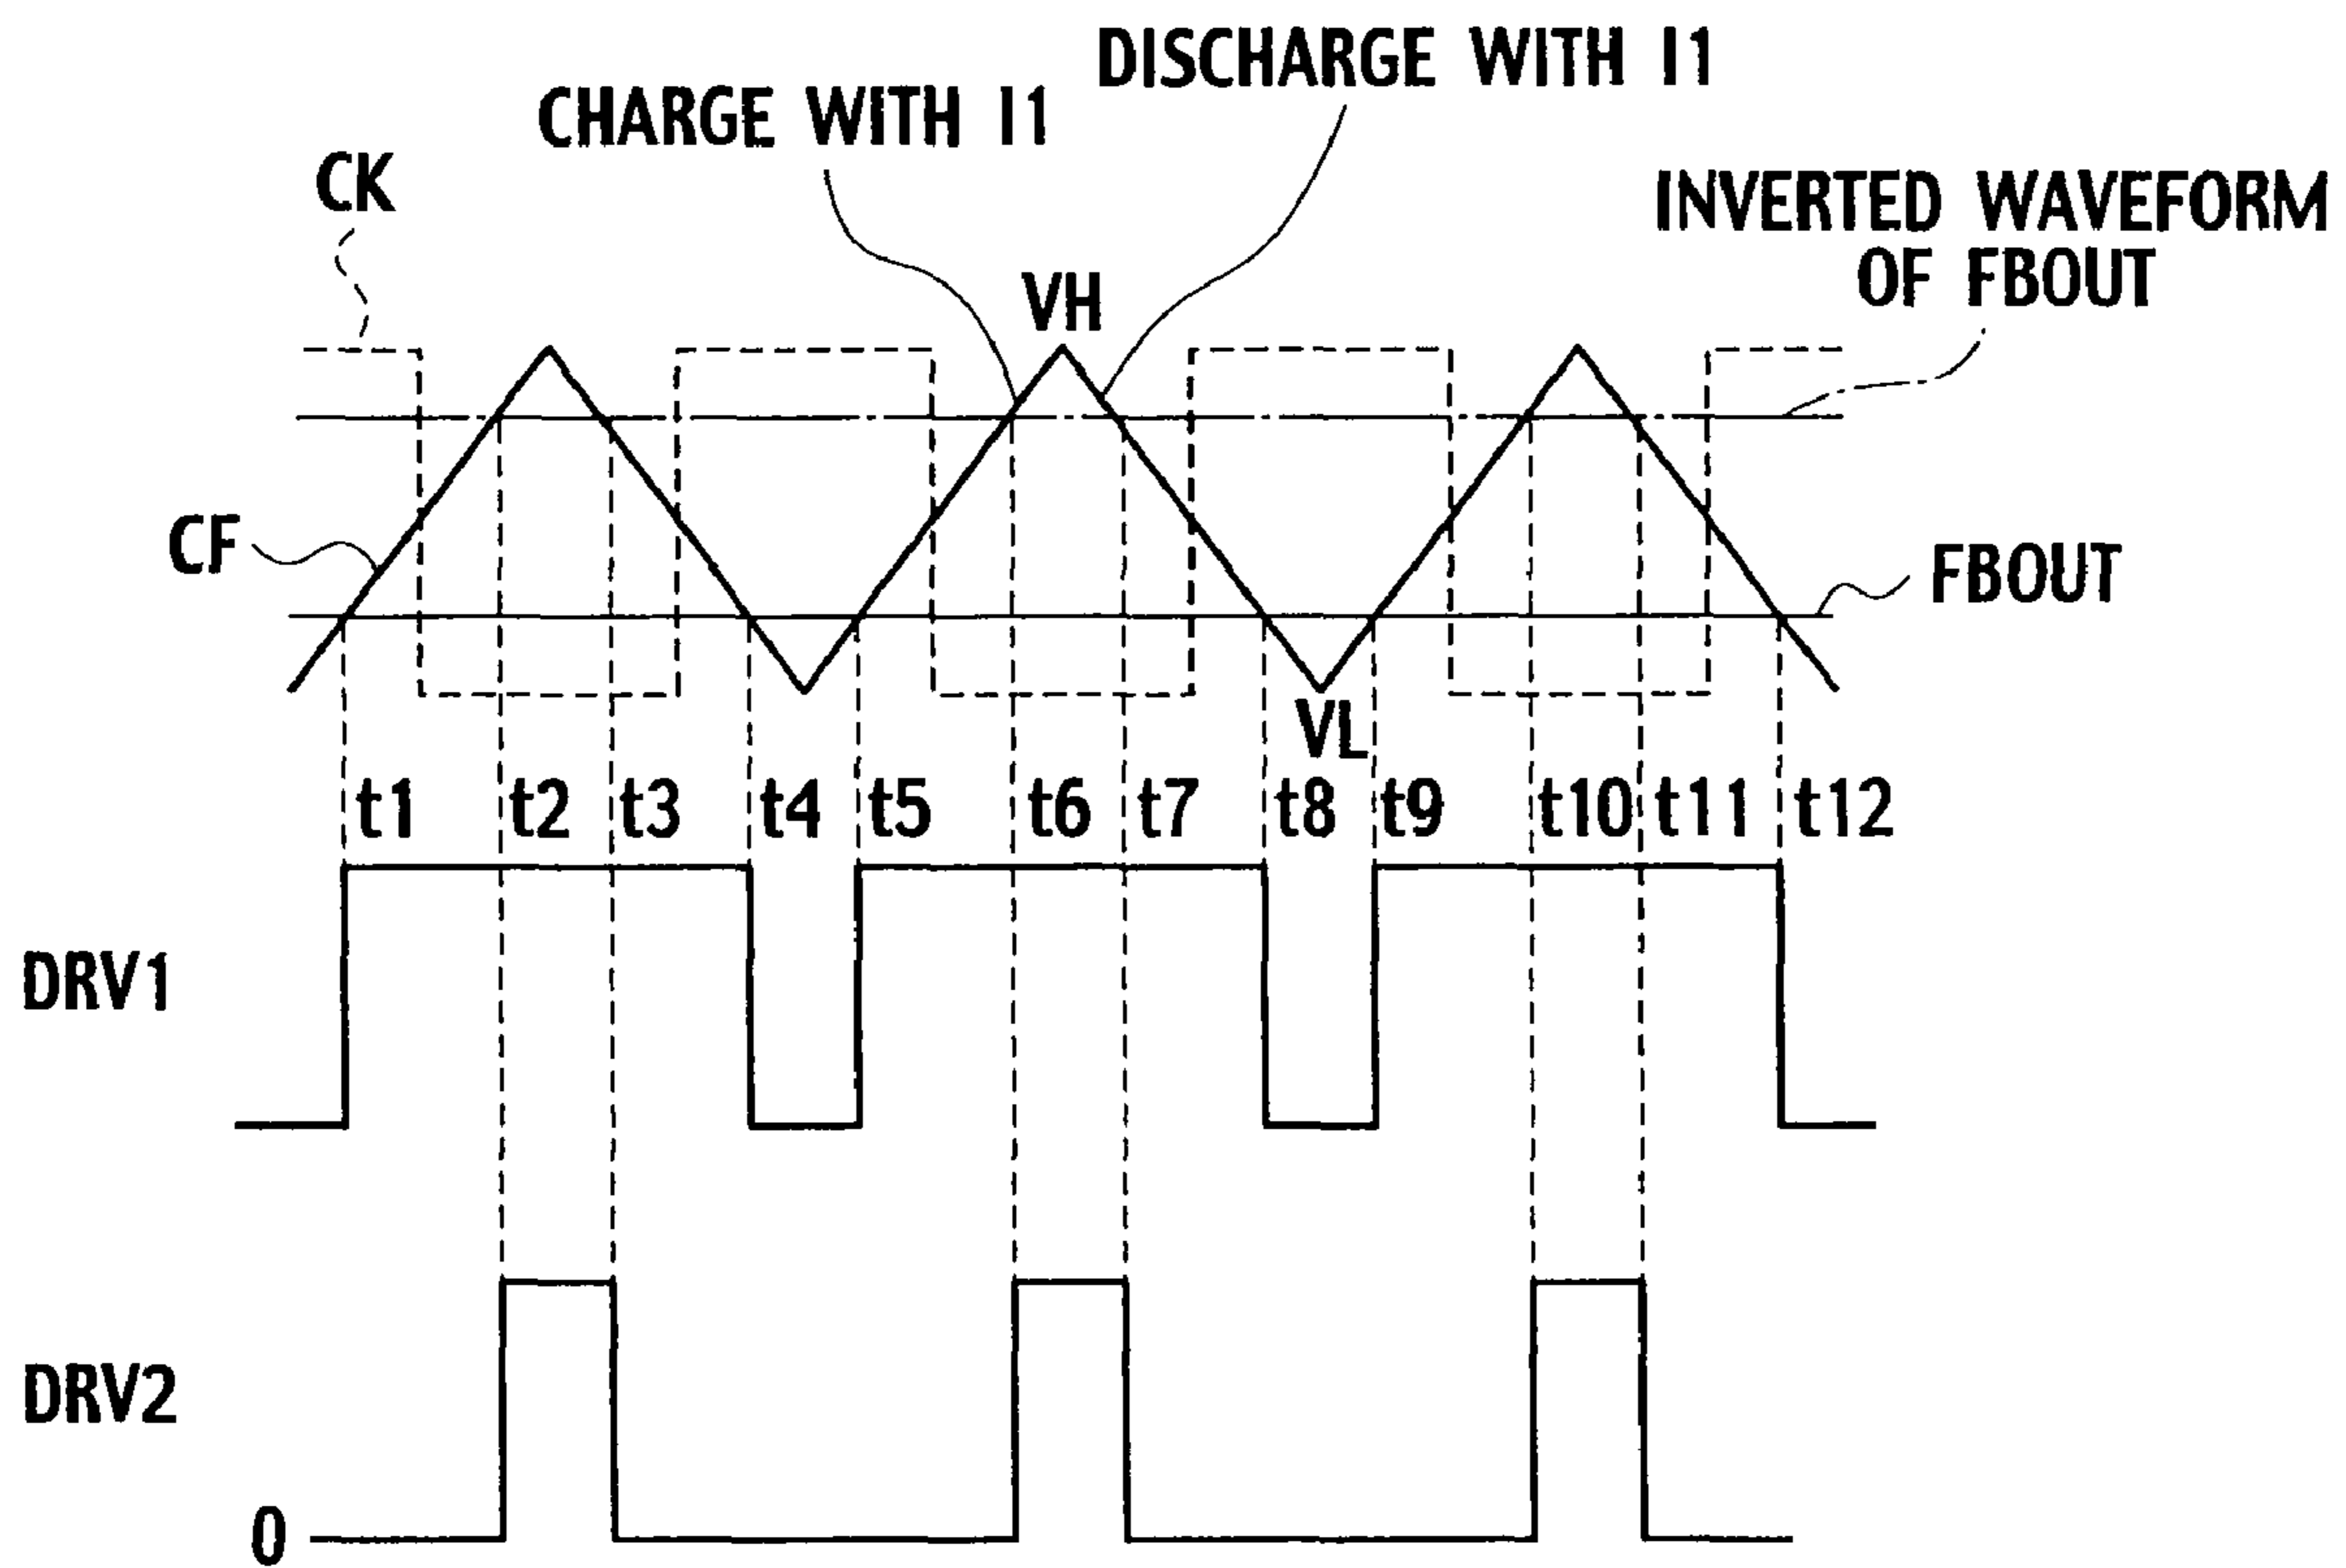 DISCHARGE WITH I1
CHARGE WITH I1
CK
INVERTED WAVEFORM
OF FBOUT
VH
CF
FBOUT
VL
t1 t2 t3 t4 t5 t6 t7 t8 t9 t10 t11 t12
DRV1
DRV2
0